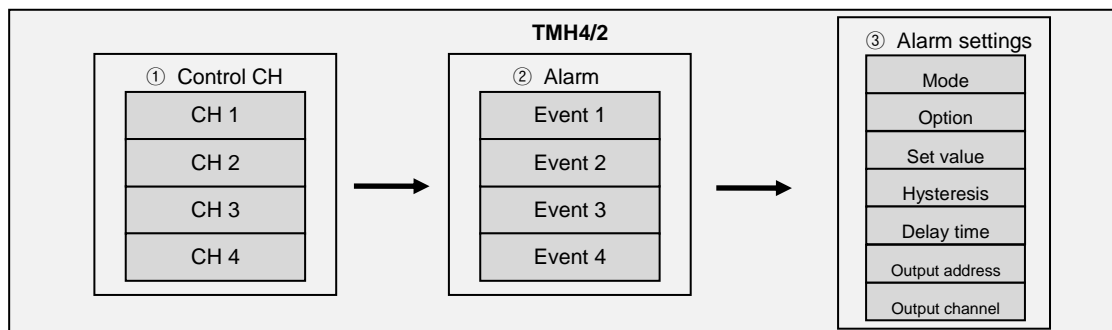 TMH4/2
① Control CH
CH 1
CH 2
CH 3
CH 4
② Alarm
Event 1
Event 2
Event 3
Event 4
③ Alarm settings
Mode
Option
Set value
Hysteresis
Delay time
Output address
Output channel